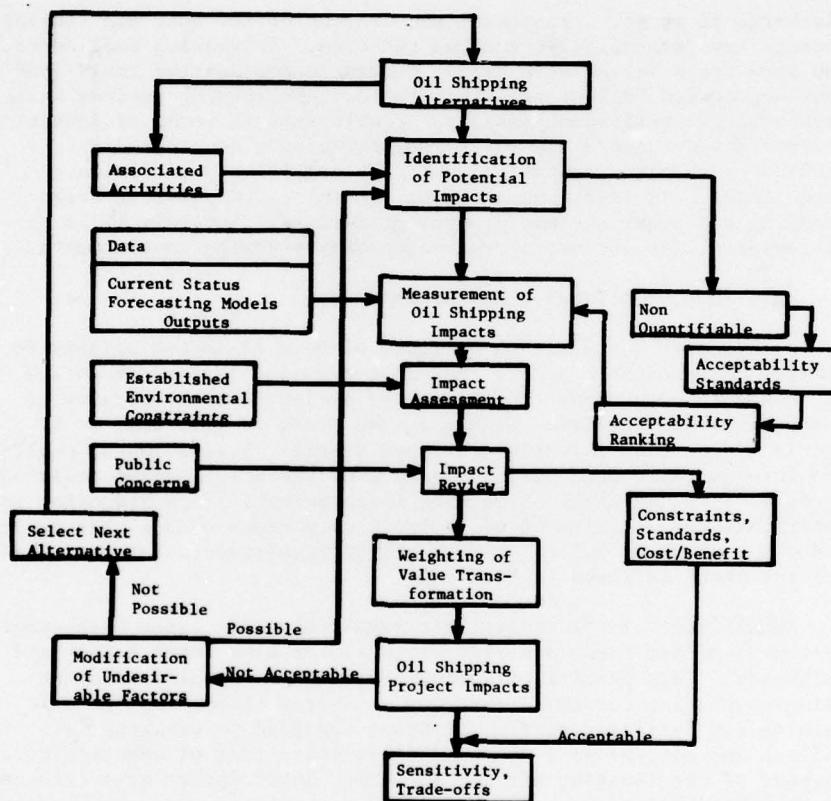 Oil Shipping
Alternatives
Associated
Activities
Identification
of Potential
Impacts
Data
Current Status
Forecasting Models
Outputs
Measurement of
Oil Shipping
Impacts
Non
Quantifiable
Acceptability
Standards
Established
Environmental
Constraints
Impact
Assessment
Acceptability
Ranking
Public
Concerns
Impact
Review
Select Next
Alternative
Constraints,
Standards,
Cost/Benefit
Weighting of
Value Trans-
formation
Not
Possible
Possible
Modification
of Undesir-
able Factors
Not Acceptable
Oil Shipping
Project Impacts
Acceptable
Sensitivity,
Trade-offs